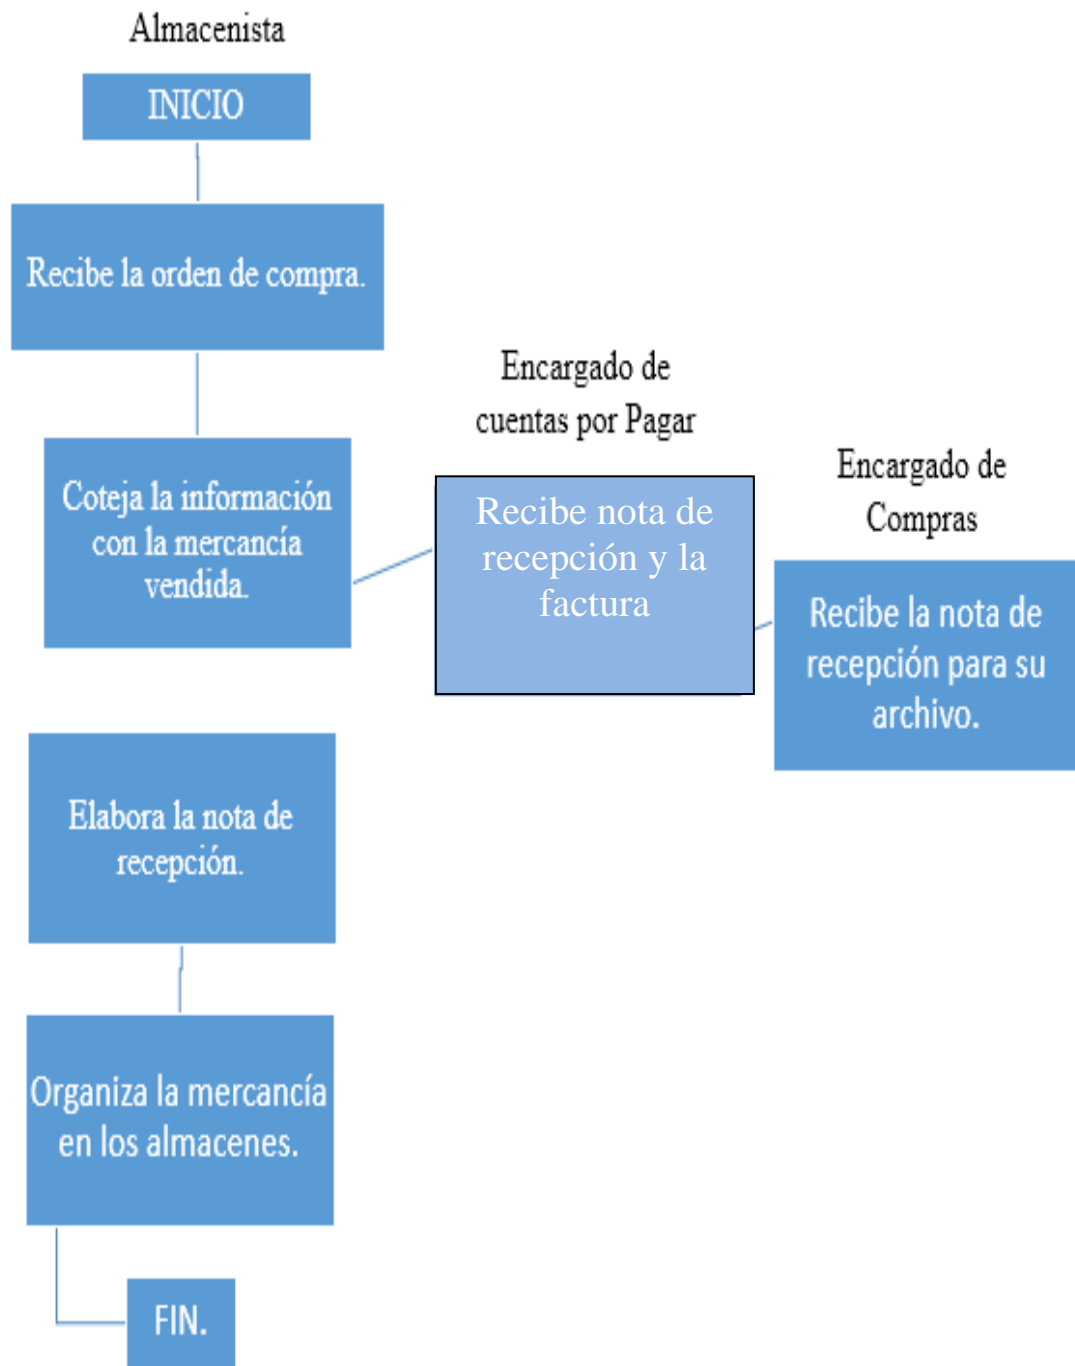 Almacenista
INICIO
Recibe la orden de compra.
Encargado de
cuentas por Pagar
Encargado de
Compras
Coteja la información
con la mercancía
vendida.
Recibe nota de
recepción y la
factura
Recibe la nota de
recepción para su
archivo.
Elabora la nota de
recepción.
Organiza la mercancía
en los almacenes.
FIN.